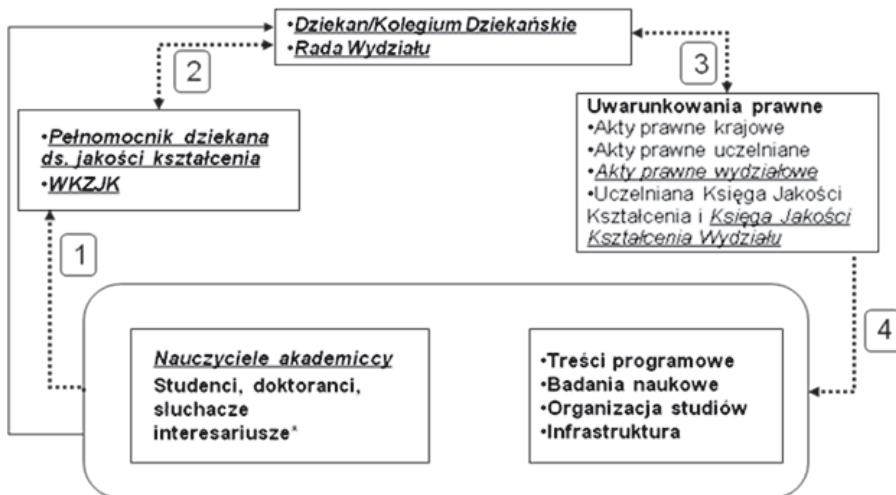 •Dziekan/Kolegium Dziekańskie
•Rada Wydziału
2
3
•Pełnomocnik dziekana
ds. jakości kształcenia
•WKZJK
Uwarunkowania prawne
•Akty prawne krajowe
•Akty prawne uczelniane
•Akty prawne wydziałowe
•Uczelniana Księga Jakości
Kształcenia i Księga Jakości
Kształcenia Wydziału
1
4
Nauczyciele akademiccy
Studenci, doktoranci,
słuchacze
interesariusze*
•Treści programowe
•Badania naukowe
•Organizacja studiów
•Infrastruktura